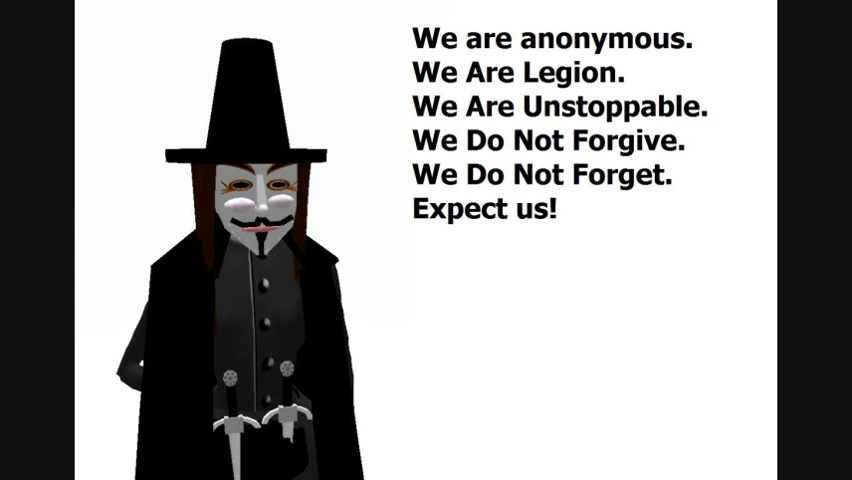 We are anonymous.
We Are Legion.
We Are Unstoppable.
We Do Not Forgive.
We Do Not Forget.
Expect us!